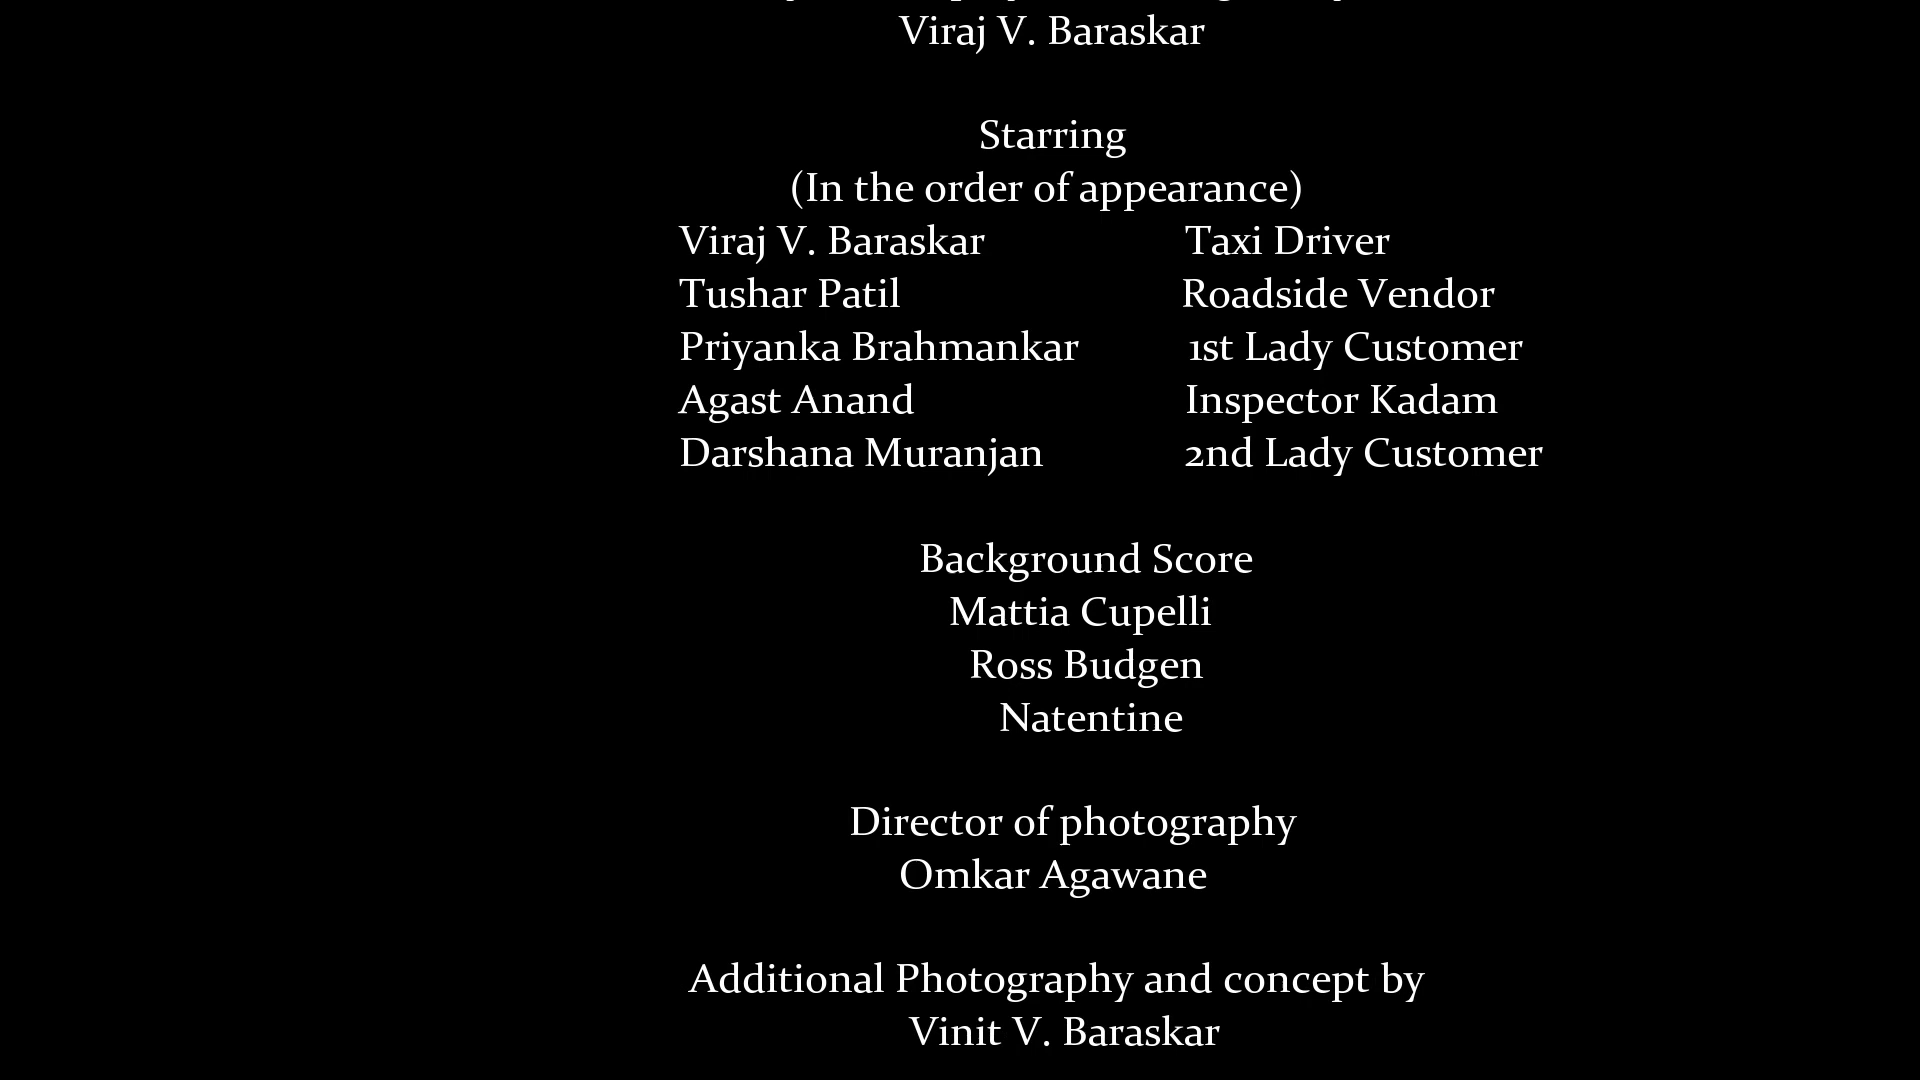 Viraj V. Baraskar
Starring
(In the order of appearance)
Viraj V. Baraskar Taxi Driver
Tushar Patil Roadside Vendor
Priyanka Brahmankar 1st Lady Customer
Agast Anand Inspector Kadam
Darshana Muranjan 2nd Lady Customer
Background Score
Mattia Cupelli
Ross Budgen
Natentine
Director of photography
Omkar Agawane
Additional Photography and concept by
Vinit V. Baraskar